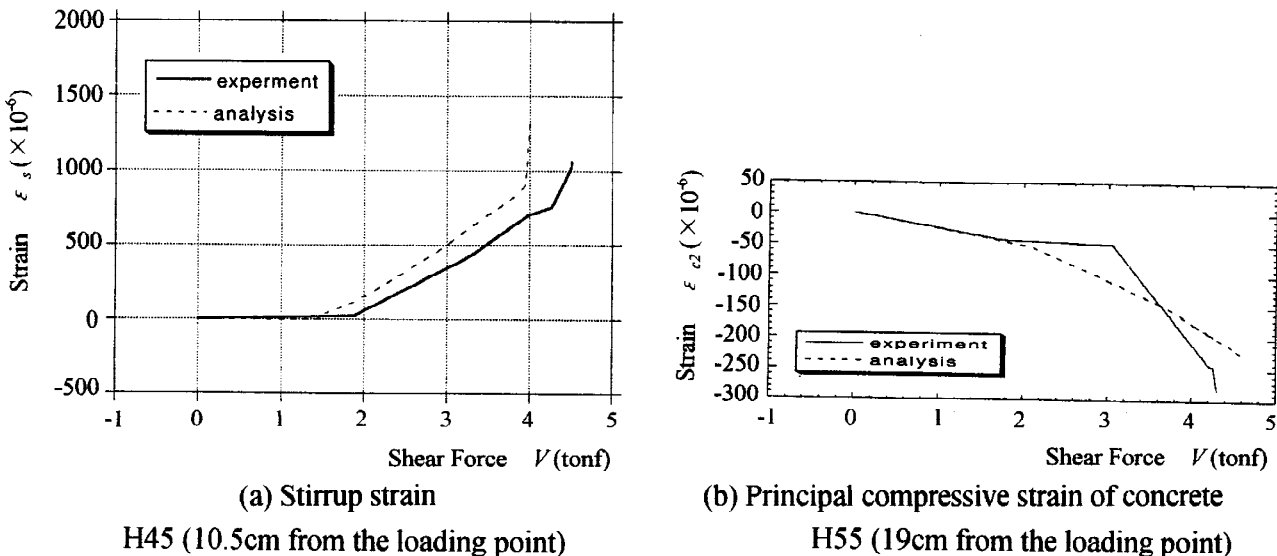 2000
1500
1000
500
0
-500
-1 0 1 2 3 4 5
Strain ε s (×10-6)
experment
analysis
Shear Force V (tonf)
(a) Stirrup strain
H45 (10.5cm from the loading point)
50
0
-50
-100
-150
-200
-250
-300
-1 0 1 2 3 4 5
Strain ε c2 (×10-6)
experiment
analysis
Shear Force V (tonf)
(b) Principal compressive strain of concrete
H55 (19cm from the loading point)